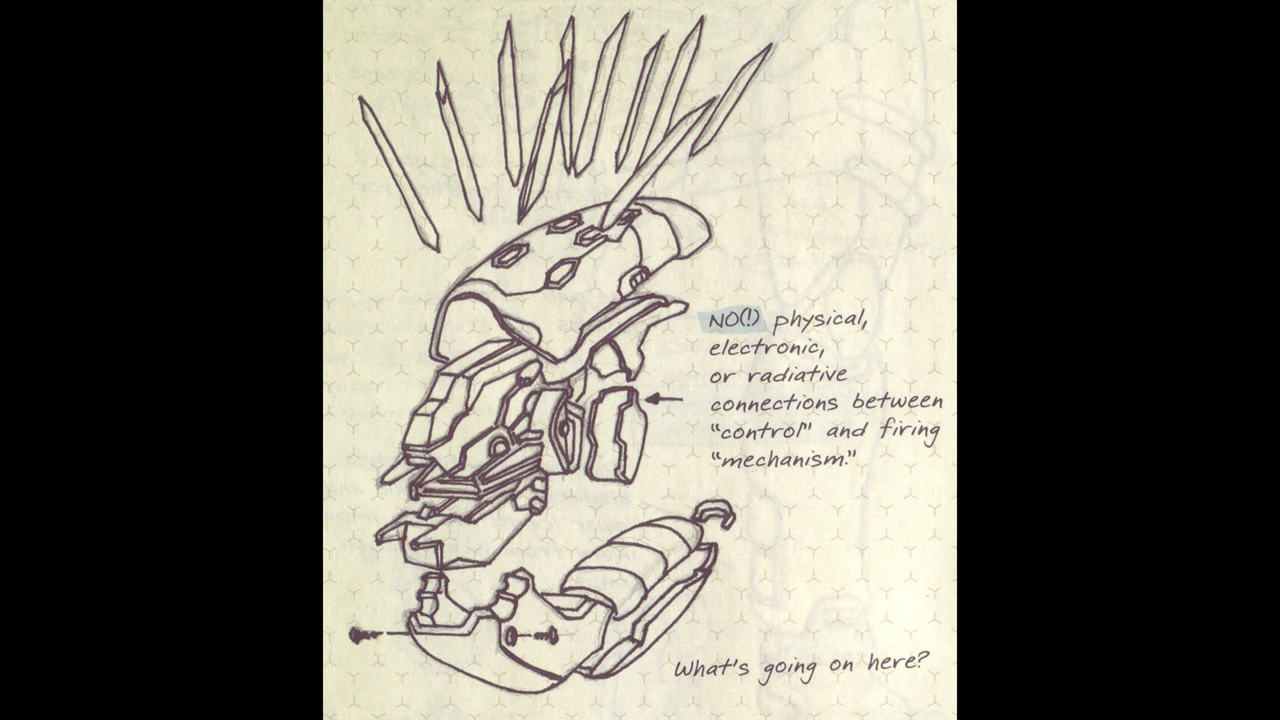 NO(!) physical,
electronic,
or radiative
connections between
"control" and firing
"mechanism."
What's going on here?